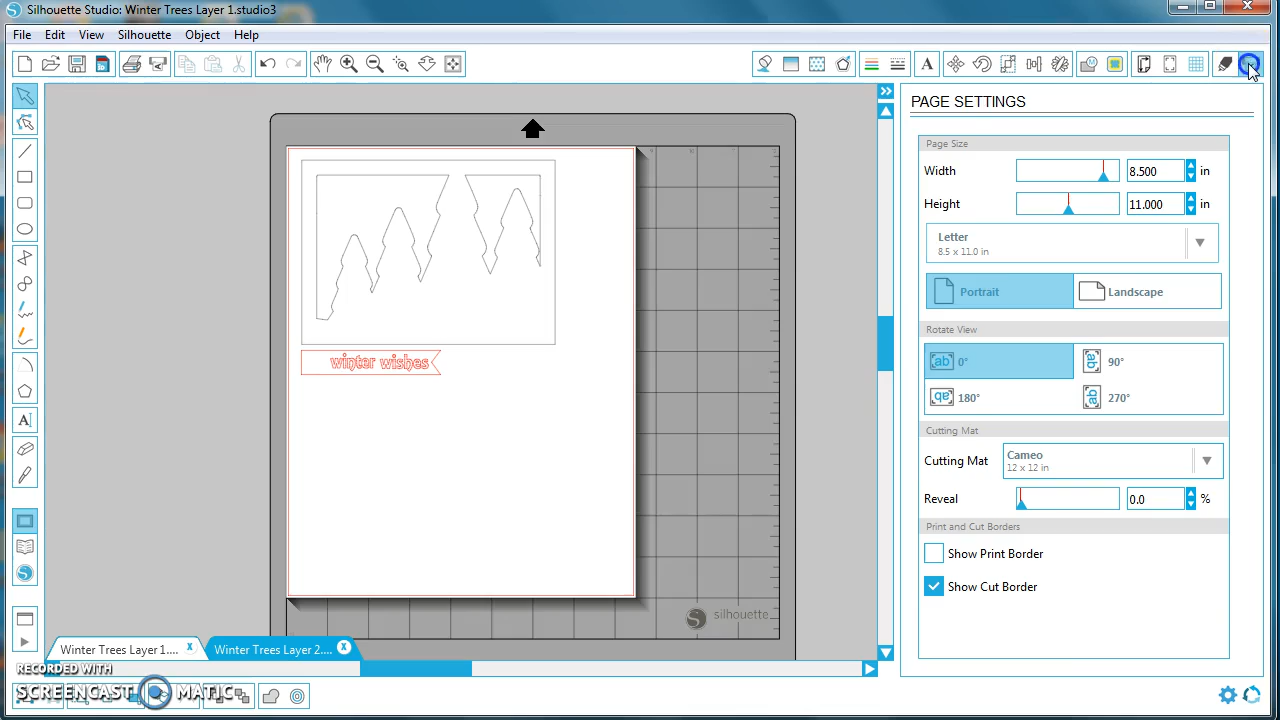 Silhouette Studio: Winter Trees Layer 1.studio3
File Edit View Silhouette Object Help
PAGE SETTINGS
Page Size
Width 8.500 in
Height 11.000 in
Letter
8.5 x 11.0 in
Portrait Landscape
Rotate View
0° 90°
180° 270°
Cutting Mat
Cutting Mat Cameo
12 x 12 in
Reveal 0.0 %
Print and Cut Borders
Show Print Border
Show Cut Border
winter wishes
silhouette
Winter Trees Layer 1.... Winter Trees Layer 2....
RECORDED WITH
SCREENCAST MATIC